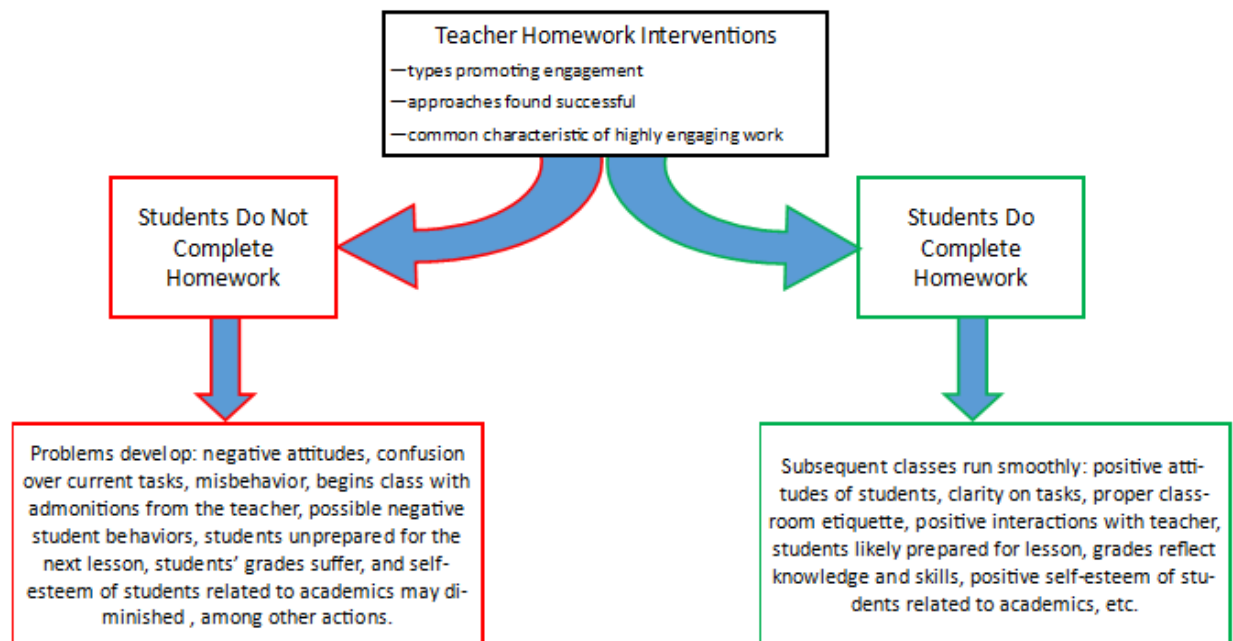 Teacher Homework Interventions
—types promoting engagement
—approaches found successful
—common characteristic of highly engaging work
Students Do Not
Complete
Homework
Students Do
Complete
Homework
Problems develop: negative attitudes, confusion
over current tasks, misbehavior, begins class with
admonitions from the teacher, possible negative
student behaviors, students unprepared for the
next lesson, students' grades suffer, and self-
esteem of students related to academics may di-
minished , among other actions.
Subsequent classes run smoothly: positive atti-
tudes of students, clarity on tasks, proper class-
room etiquette, positive interactions with teacher,
students likely prepared for lesson, grades reflect
knowledge and skills, positive self-esteem of stu-
dents related to academics, etc.